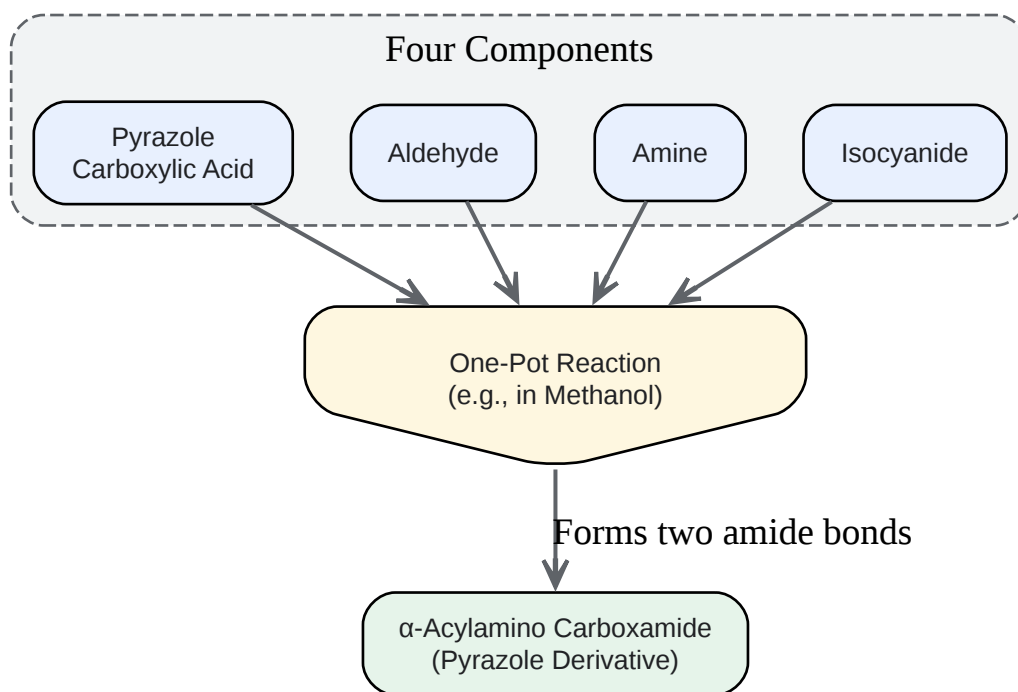 Four Components
Pyrazole
Carboxylic Acid
Aldehyde
Amine
Isocyanide
One-Pot Reaction
(e.g., in Methanol)
Forms two amide bonds
α-Acylamino Carboxamide
(Pyrazole Derivative)